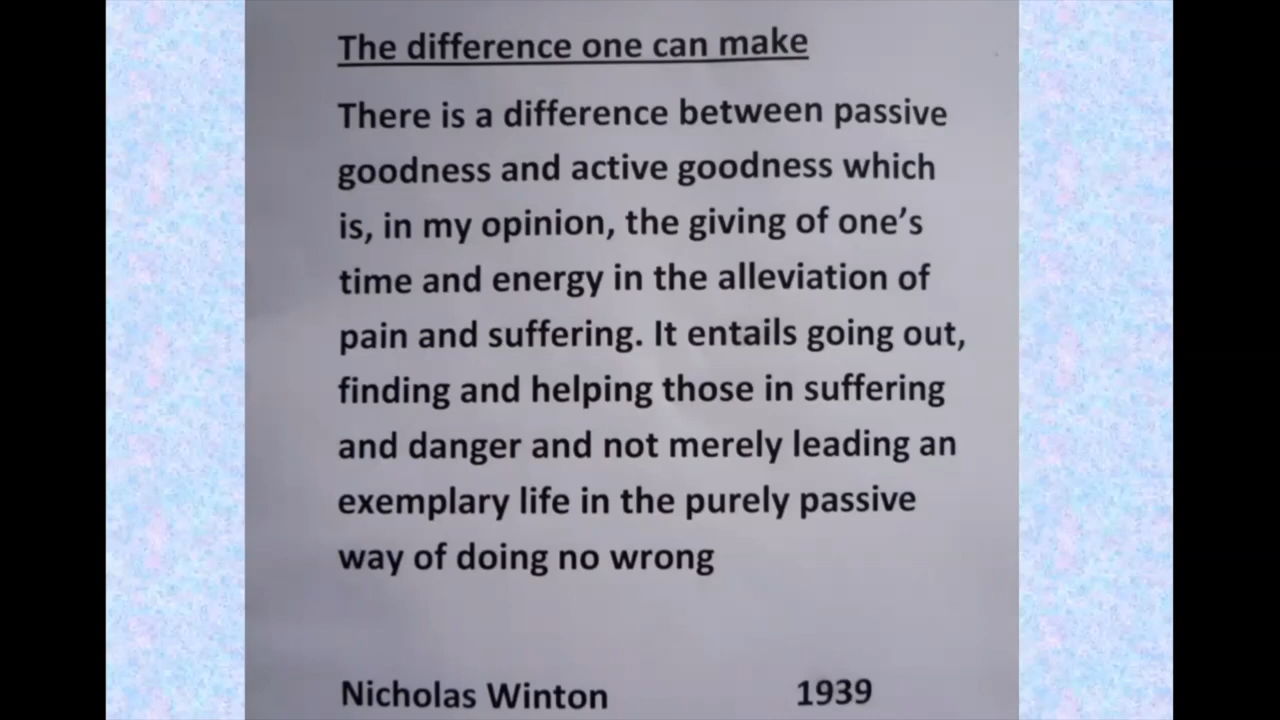 The difference one can make
There is a difference between passive
goodness and active goodness which
is, in my opinion, the giving of one’s
time and energy in the alleviation of
pain and suffering. It entails going out,
finding and helping those in suffering
and danger and not merely leading an
exemplary life in the purely passive
way of doing no wrong
Nicholas Winton 1939